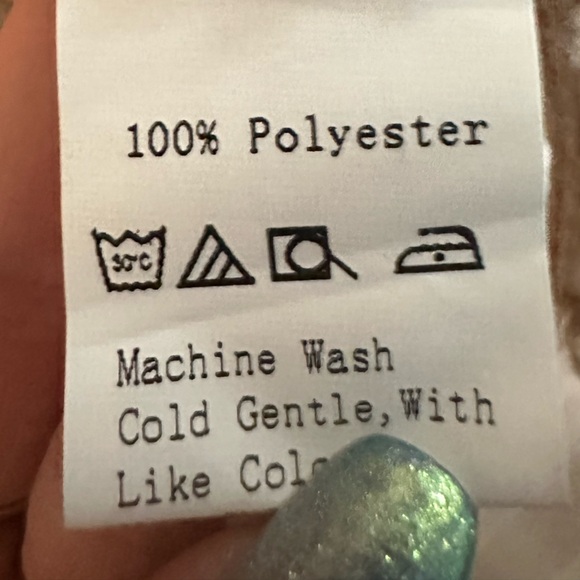 100% Polyester
30°C
Machine Wash
Cold Gentle,With
Like